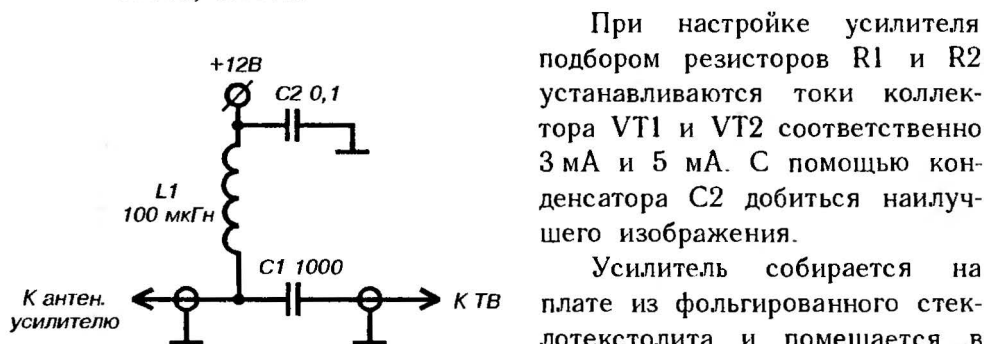 +12В
C2 0,1
L1
100 мкГн
C1 1000
К антен.
усилителю
К ТВ
При настройке усилителя
подбором резисторов R1 и R2
устанавливаются токи коллек-
тора VT1 и VT2 соответственно
3 мА и 5 мА. С помощью кон-
денсатора С2 добиться наилуч-
шего изображения.
Усилитель собирается на
плате из фольгированного стек-
лотекстолита и помещается в